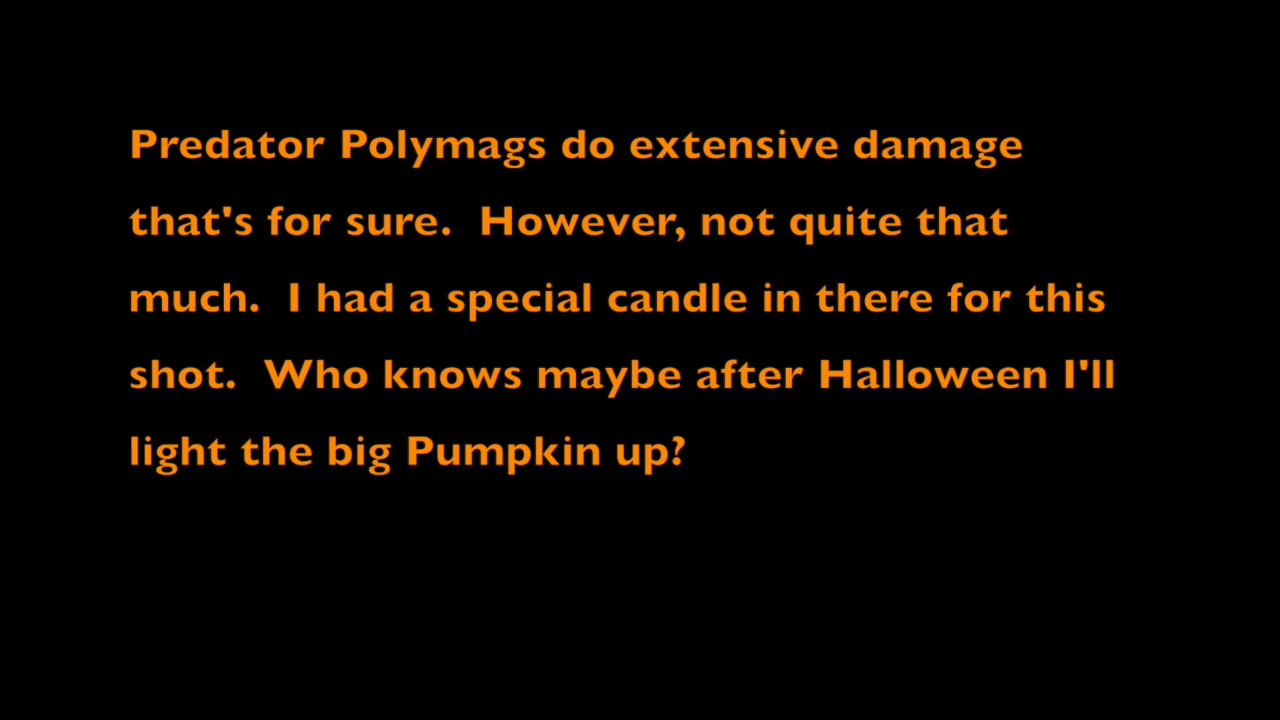 Predator Polymags do extensive damage
that's for sure.  However, not quite that
much.  I had a special candle in there for this
shot.  Who knows maybe after Halloween I'll
light the big Pumpkin up?